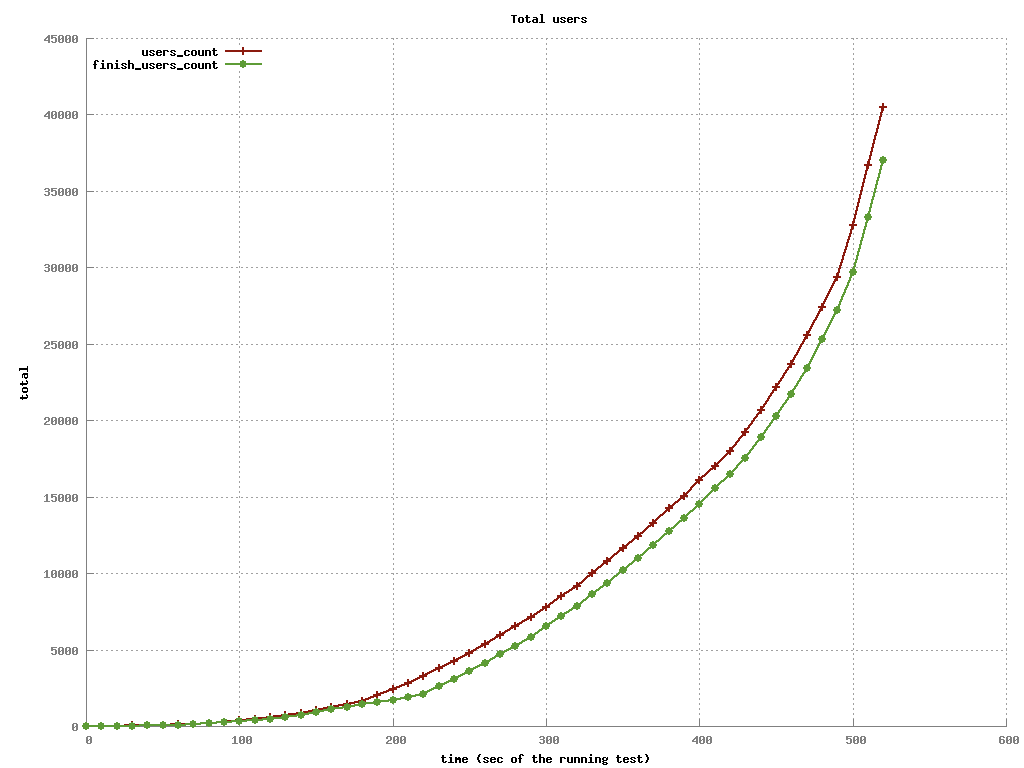 Total users
users_count
finish_users_count
45000
40000
35000
30000
25000
20000
15000
10000
5000
0
total
0 100 200 300 400 500 600
time (sec of the running test)